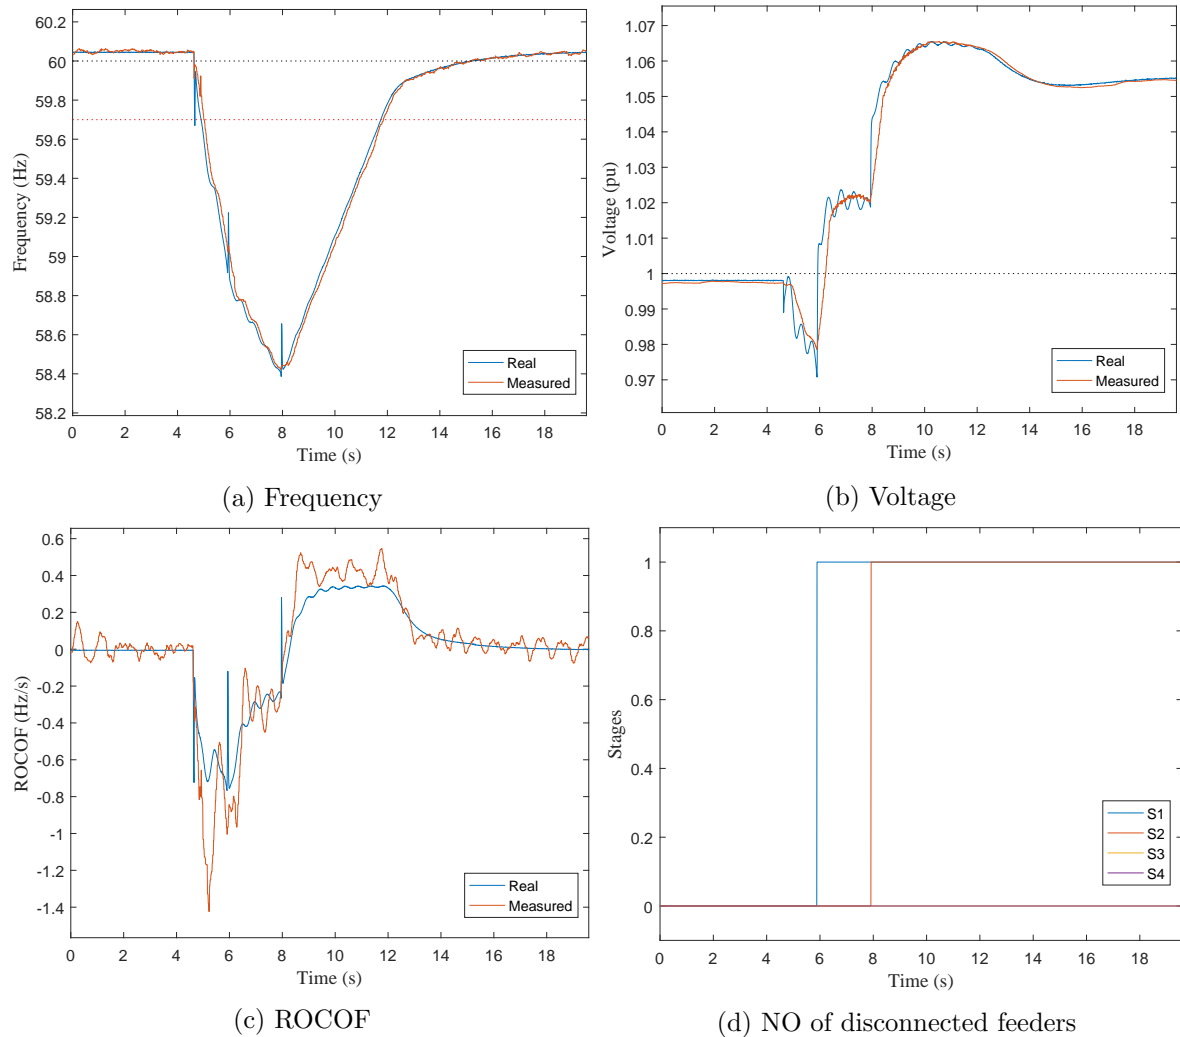 60.2
60
59.8
59.6
59.4
59.2
59
58.8
58.6
58.4
58.2
Frequency (Hz)
Real
Measured
0 2 4 6 8 10 12 14 16 18
Time (s)
(a) Frequency
1.07
1.06
1.05
1.04
1.03
1.02
1.01
1
0.99
0.98
0.97
Voltage (pu)
Real
Measured
0 2 4 6 8 10 12 14 16 18
Time (s)
(b) Voltage
0.6
0.4
0.2
0
-0.2
-0.4
-0.6
-0.8
-1
-1.2
-1.4
ROCOF (Hz/s)
Real
Measured
0 2 4 6 8 10 12 14 16 18
Time (s)
(c) ROCOF
1
0.8
0.6
0.4
0.2
0
Stages
S1
S2
S3
S4
0 2 4 6 8 10 12 14 16 18
Time (s)
(d) NO of disconnected feeders